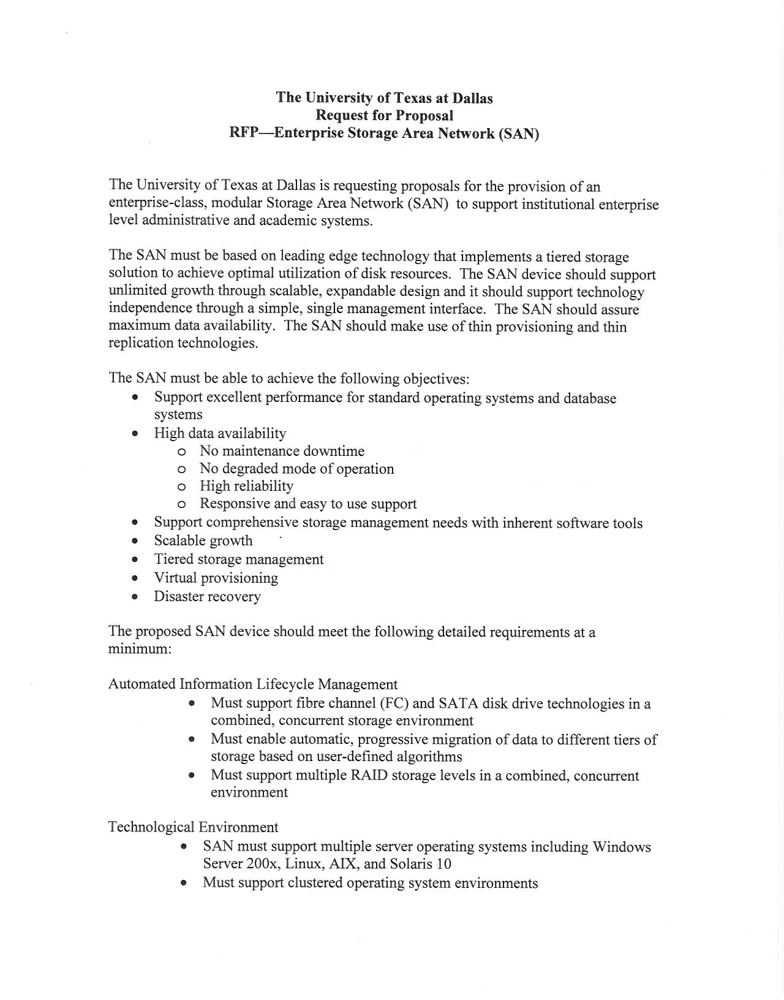 The University of Texas at Dallas
Request for Proposal
RFP—Enterprise Storage Area Network (SAN)
The University of Texas at Dallas is requesting proposals for the provision of an
enterprise-class, modular Storage Area Network (SAN) to support institutional enterprise
level administrative and academic systems.
The SAN must be based on leading edge technology that implements a tiered storage
solution to achieve optimal utilization of disk resources. The SAN device should support
unlimited growth through scalable, expandable design and it should support technology
independence through a simple, single management interface. The SAN should assure
maximum data availability. The SAN should make use of thin provisioning and thin
replication technologies.
The SAN must be able to achieve the following objectives:
• Support excellent performance for standard operating systems and database
systems
• High data availability
o No maintenance downtime
o No degraded mode of operation
o High reliability
o Responsive and easy to use support
• Support comprehensive storage management needs with inherent software tools
• Scalable growth
• Tiered storage management
• Virtual provisioning
• Disaster recovery
The proposed SAN device should meet the following detailed requirements at a
minimum:
Automated Information Lifecycle Management
• Must support fibre channel (FC) and SATA disk drive technologies in a
combined, concurrent storage environment
• Must enable automatic, progressive migration of data to different tiers of
storage based on user-defined algorithms
• Must support multiple RAID storage levels in a combined, concurrent
environment
Technological Environment
• SAN must support multiple server operating systems including Windows
Server 200x, Linux, AIX, and Solaris 10
• Must support clustered operating system environments